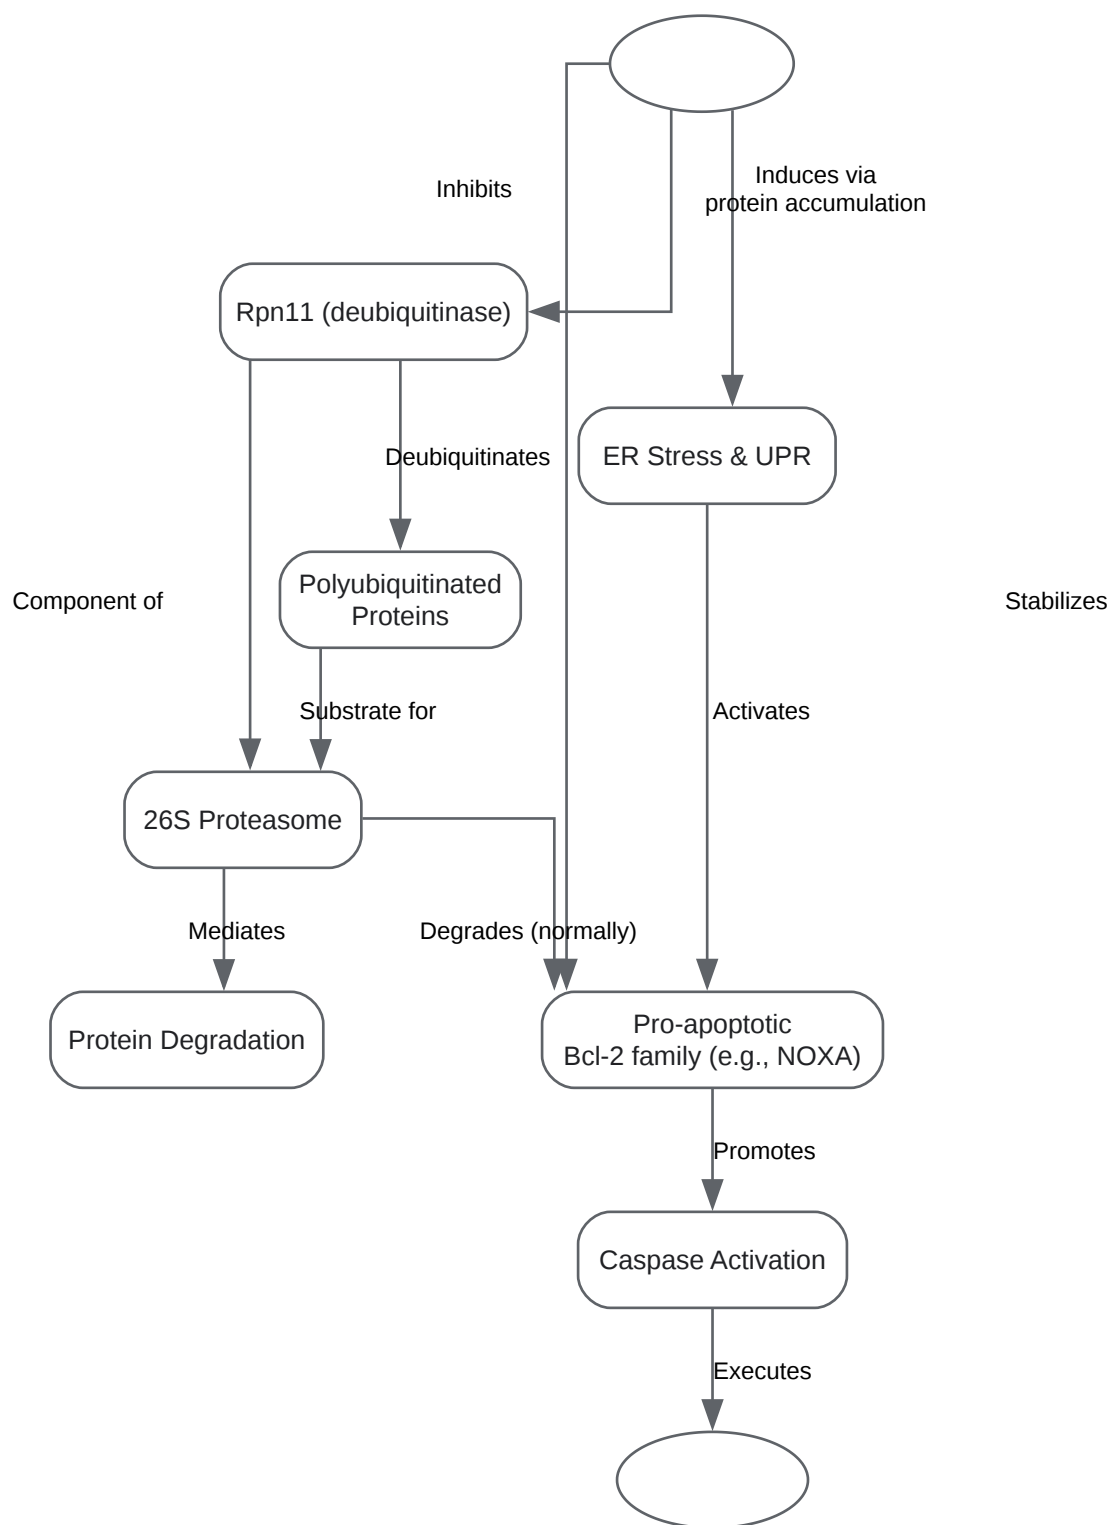 Inhibits
Induces via
protein accumulation
Rpn11 (deubiquitinase)
Deubiquitinates
ER Stress & UPR
Polyubiquitinated
Proteins
Component of
Stabilizes
Substrate for
Activates
26S Proteasome
Mediates
Degrades (normally)
Protein Degradation
Pro-apoptotic
Bcl-2 family (e.g., NOXA)
Promotes
Caspase Activation
Executes